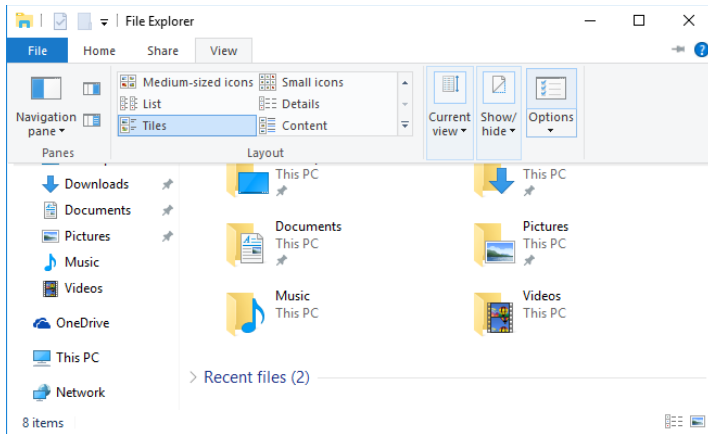 File Explorer
File Home Share View
Navigation pane
Medium-sized icons Small icons
List Details
Tiles Content
Current view
Show/ hide
Options
Panes Layout
Downloads
Documents
Pictures
Music
Videos
OneDrive
This PC
Network
This PC
This PC
Documents
This PC
Pictures
This PC
Music
This PC
Videos
This PC
Recent files (2)
8 items